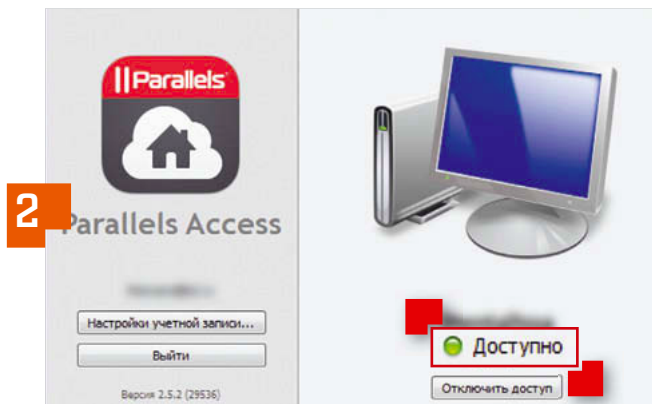 ||Parallels
2
Parallels Access
Настройки учетной записи...
Выйти
Версия 2.5.2 (29536)
Доступно
Отключить доступ